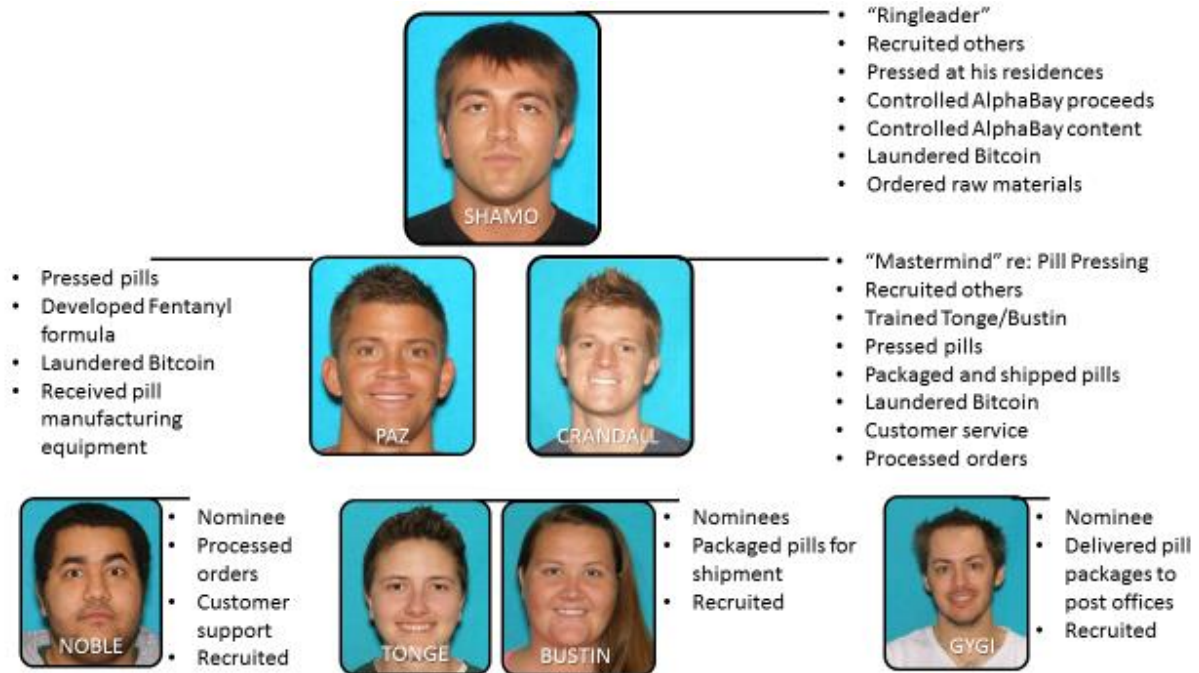 • "Ringleader"
• Recruited others
• Pressed at his residences
• Controlled AlphaBay proceeds
• Controlled AlphaBay content
• Laundered Bitcoin
• Ordered raw materials
SHAMO
• Pressed pills
• Developed Fentanyl
formula
• Laundered Bitcoin
• Received pill
manufacturing
equipment
PAZ
CRANDALL
• "Mastermind" re: Pill Pressing
• Recruited others
• Trained Tonge/Bustin
• Pressed pills
• Packaged and shipped pills
• Laundered Bitcoin
• Customer service
• Processed orders
NOBLE
• Nominee
• Processed
orders
• Customer
support
• Recruited
TONGE
BUSTIN
• Nominees
• Packaged pills for
shipment
• Recruited
GYGI
• Nominee
• Delivered pill
packages to
post offices
• Recruited